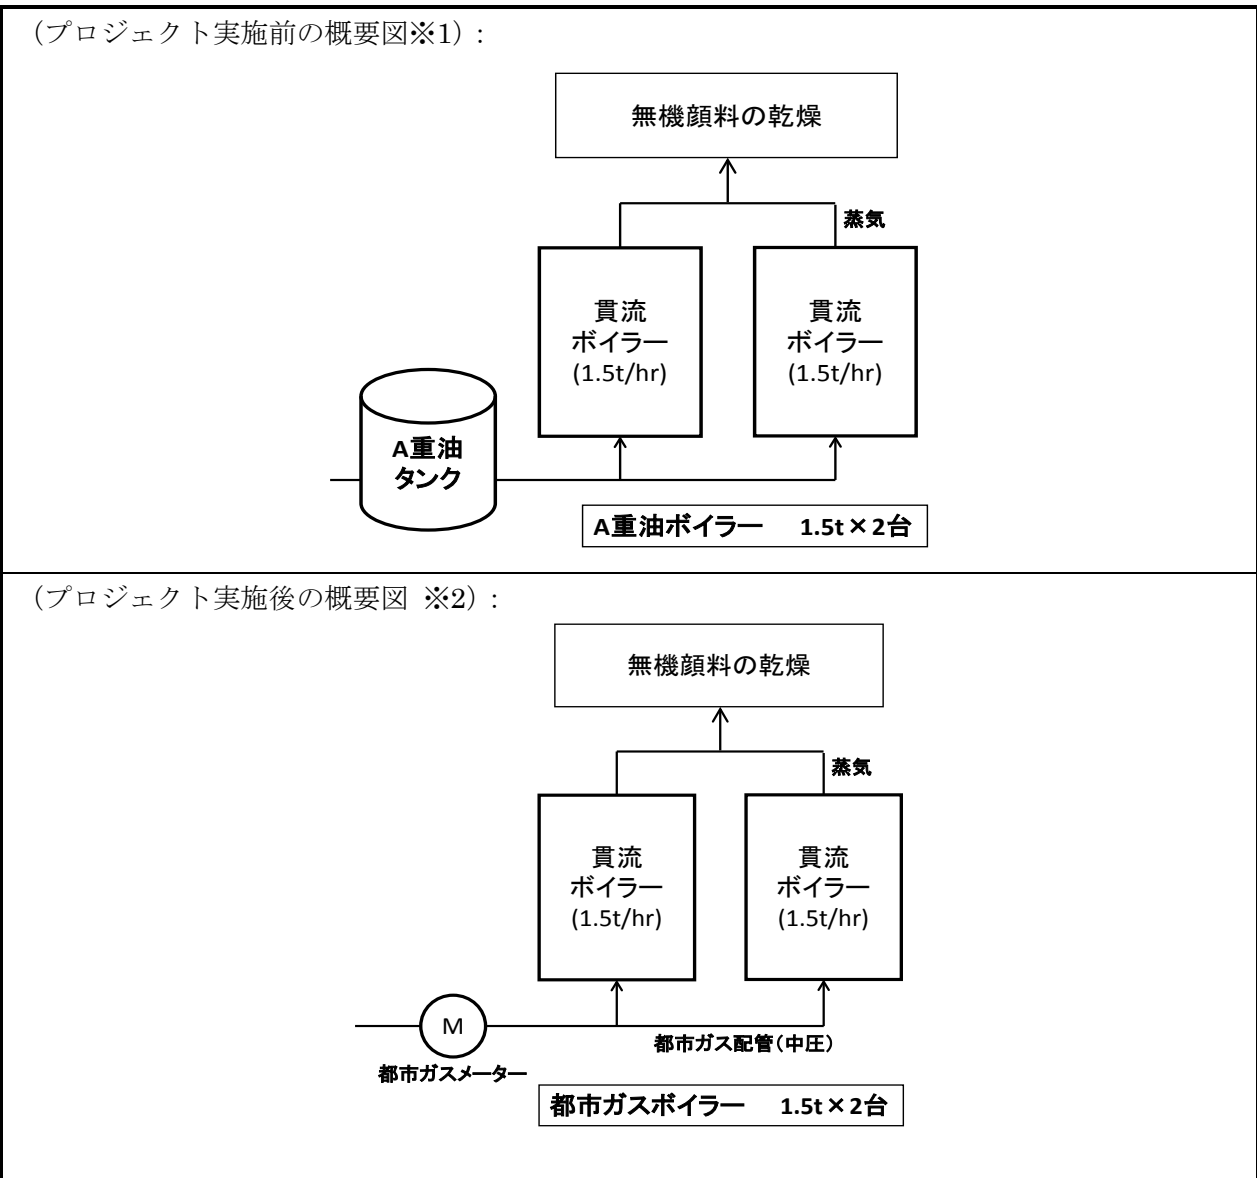 （プロジェクト実施前の概要図※1）:
無機顔料の乾燥
蒸気
貫流
ボイラー
(1.5t/hr)
貫流
ボイラー
(1.5t/hr)
A重油
タンク
A重油ボイラー　1.5t×2台
（プロジェクト実施後の概要図 ※2）:
無機顔料の乾燥
蒸気
貫流
ボイラー
(1.5t/hr)
貫流
ボイラー
(1.5t/hr)
M
都市ガス配管（中圧）
都市ガスメーター
都市ガスボイラー　1.5t×2台